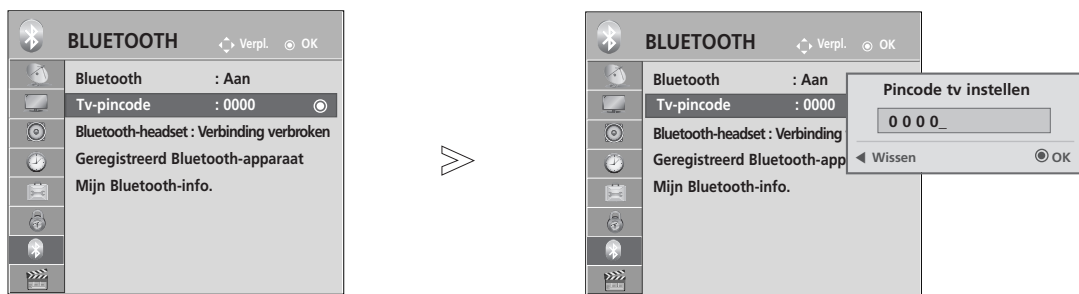 BLUETOOTH Verpl. OK
Bluetooth : Aan
Tv-pincode : 0000
Bluetooth-headset : Verbinding verbroken
Geregistreerd Bluetooth-apparaat
Mijn Bluetooth-info.
BLUETOOTH Verpl. OK
Bluetooth : Aan
Tv-pincode : 0000
Bluetooth-headset : Verbinding
Geregistreerd Bluetooth-app
Mijn Bluetooth-info.
Pincode tv instellen
0 0 0 0_
Wissen OK